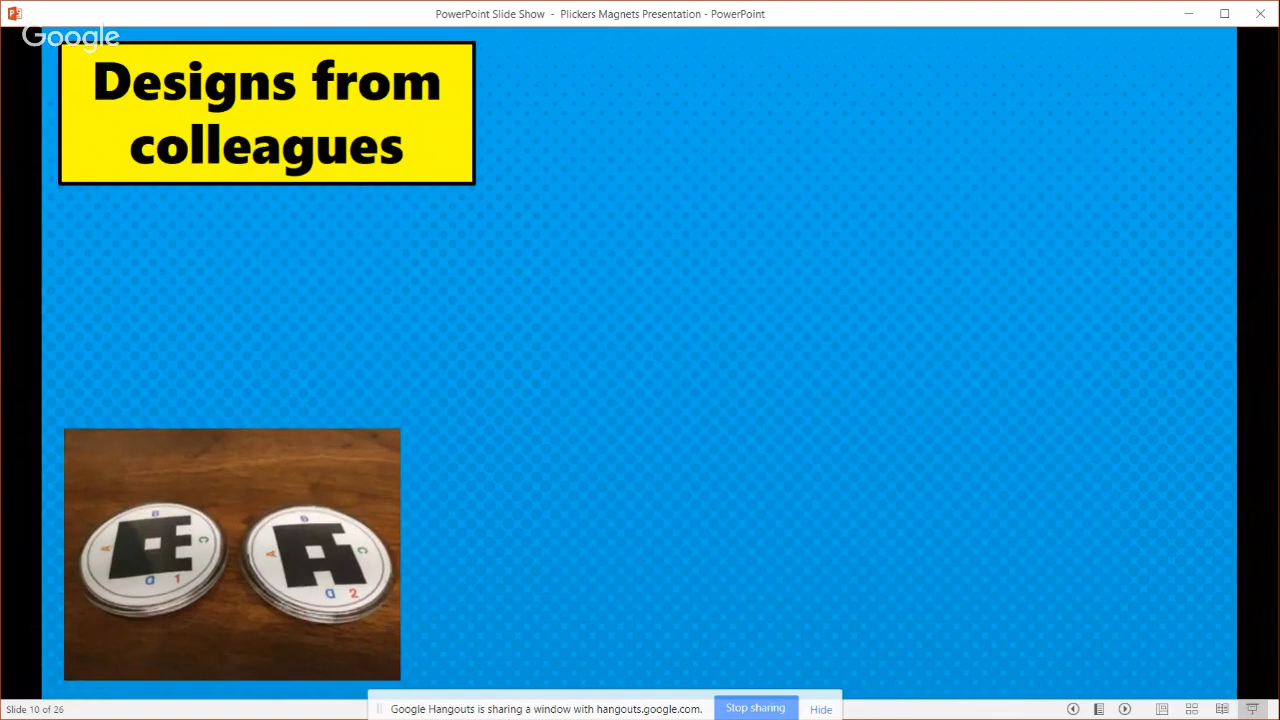 PowerPoint Slide Show - Plickers Magnets Presentation - PowerPoint
Google
Designs from
colleagues
B
A
C
D 1
B
A
C
D 2
Google Hangouts is sharing a window with hangouts.google.com.
Stop sharing
Hide
Slide 10 of 26